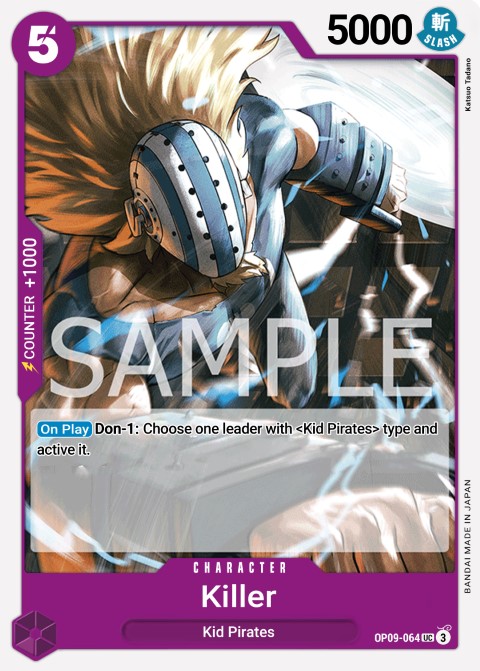 5
5000
斬
SLASH
Katsuo Tadano
COUNTER +1000
SAMPLE
On Play Don-1: Choose one leader with <Kid Pirates> type and
active it.
BANDAI MADE IN JAPAN
CHARACTER
Killer
Kid Pirates
OP09-064 UC 3